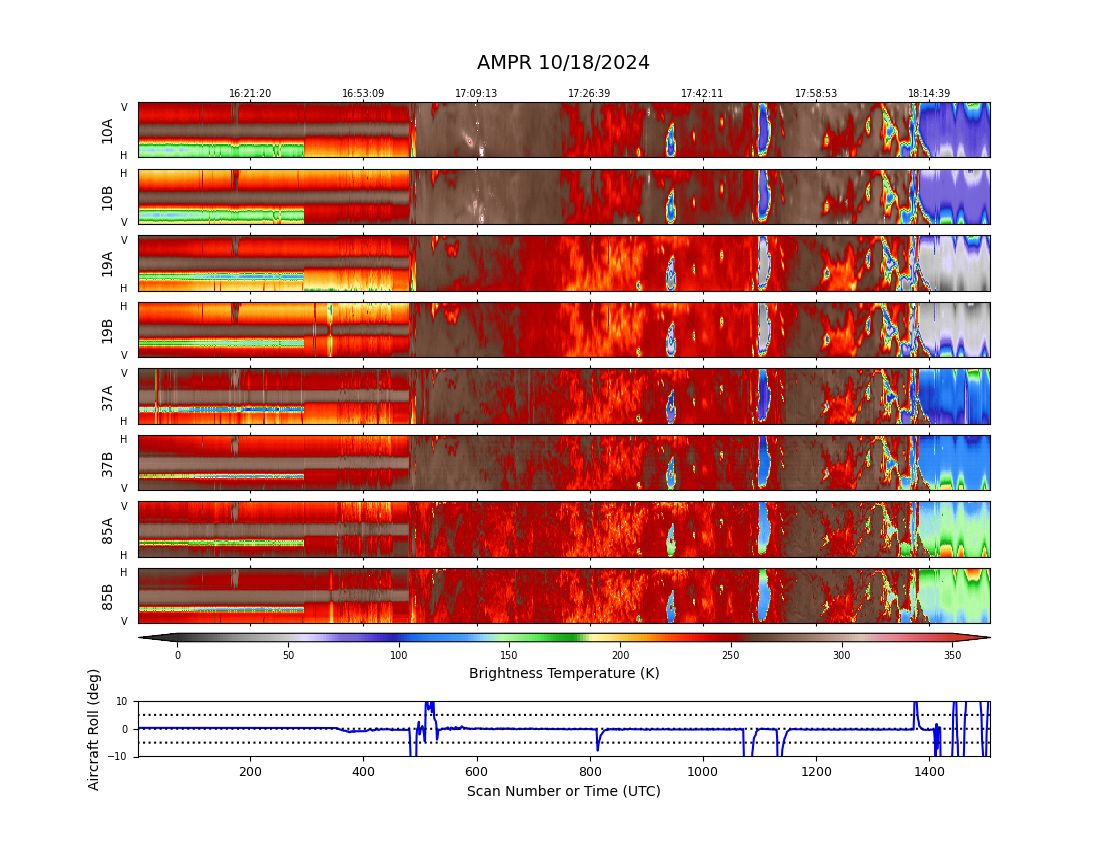 AMPR 10/18/2024
16:21:20 16:53:09 17:09:13 17:26:39 17:42:11 17:58:53 18:14:39
V
10A
H
H
10B
V
V
19A
H
H
19B
V
V
37A
H
H
37B
V
V
85A
H
H
85B
V
0 50 100 150 200 250 300 350
Brightness Temperature (K)
Aircraft Roll (deg)
10
0
−10
200 400 600 800 1000 1200 1400
Scan Number or Time (UTC)